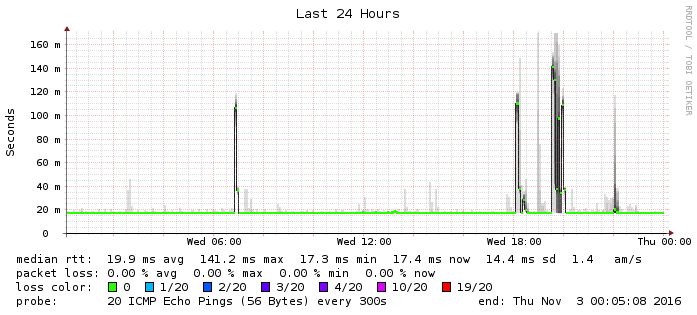 Last 24 Hours
RRDTOOL / TOBI OETIKER
Seconds
160 m
140 m
120 m
100 m
80 m
60 m
40 m
20 m
0
Wed 06:00 Wed 12:00 Wed 18:00 Thu 00:00
median rtt: 19.9 ms avg 141.2 ms max 17.3 ms min 17.4 ms now 14.4 ms sd 1.4 am/s
packet loss: 0.00 % avg 0.00 % max 0.00 % min 0.00 % now
loss color: 0 1/20 2/20 3/20 4/20 10/20 19/20
probe: 20 ICMP Echo Pings (56 Bytes) every 300s end: Thu Nov 3 00:05:08 2016